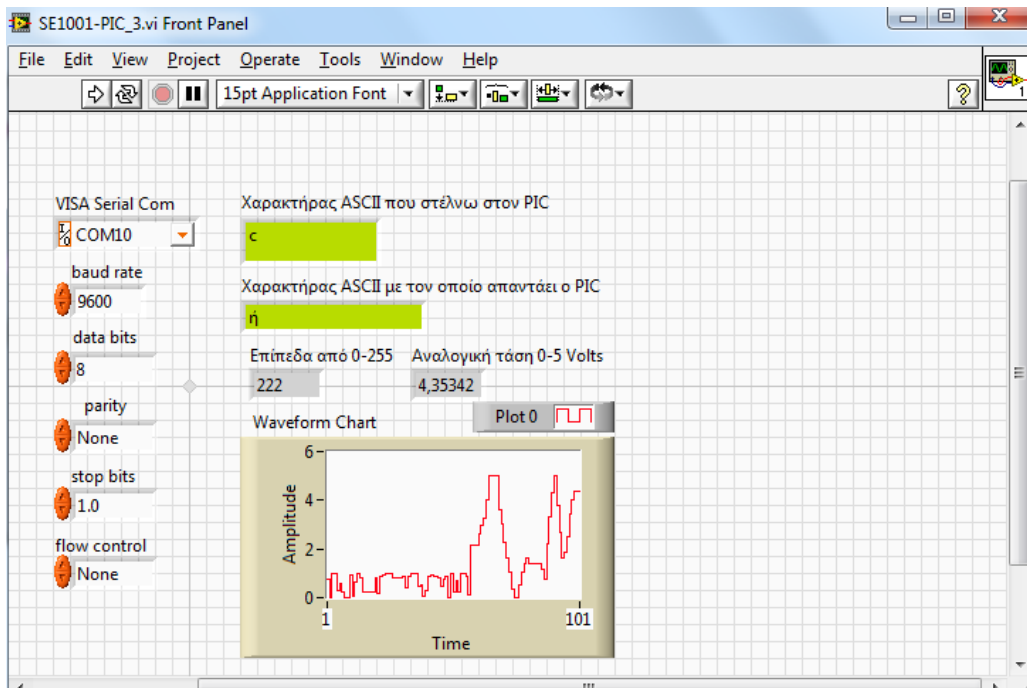 SE1001-PIC_3.vi Front Panel
File Edit View Project Operate Tools Window Help
15pt Application Font
1
VISA Serial Com
COM10
baud rate
9600
data bits
8
parity
None
stop bits
1.0
flow control
None
Χαρακτήρας ASCII που στέλνω στον PIC
c
Χαρακτήρας ASCII με τον οποίο απαντάει ο PIC
ή
Επίπεδα από 0-255 Αναλογική τάση 0-5 Volts
222 4,35342
Waveform Chart Plot 0
6
4
2
0
Amplitude
1 101
Time